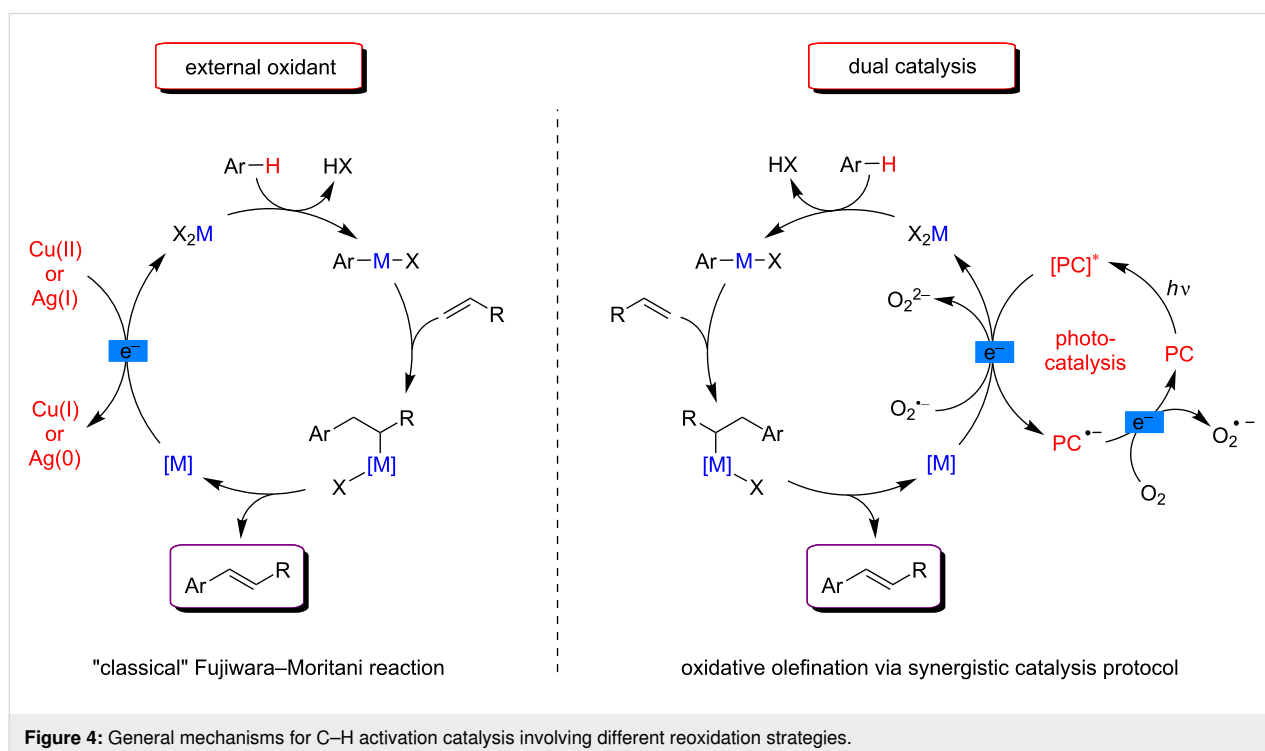 external oxidant
dual catalysis
Ar–H
HX
X₂M
Cu(II)
or
Ag(I)
Ar–M–X
R
e⁻
Cu(I)
or
Ag(0)
Ar
R
[M]
X
[M]
Ar
R
"classical" Fujiwara–Moritani reaction
HX
Ar–H
X₂M
Ar–M–X
[PC]*
O₂²⁻
hν
R
e⁻
photo-
catalysis
PC
O₂•⁻
R
Ar
[M]
X
[M]
PC•⁻
e⁻
O₂•⁻
O₂
Ar
R
oxidative olefination via synergistic catalysis protocol
Figure 4: General mechanisms for C–H activation catalysis involving different reoxidation strategies.